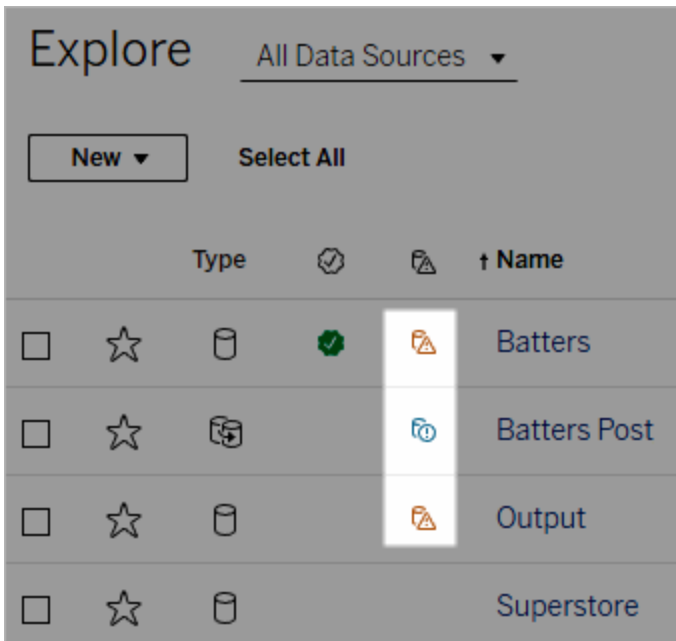 Explore All Data Sources
New Select All
Type Name
Batters
Batters Post
Output
Superstore